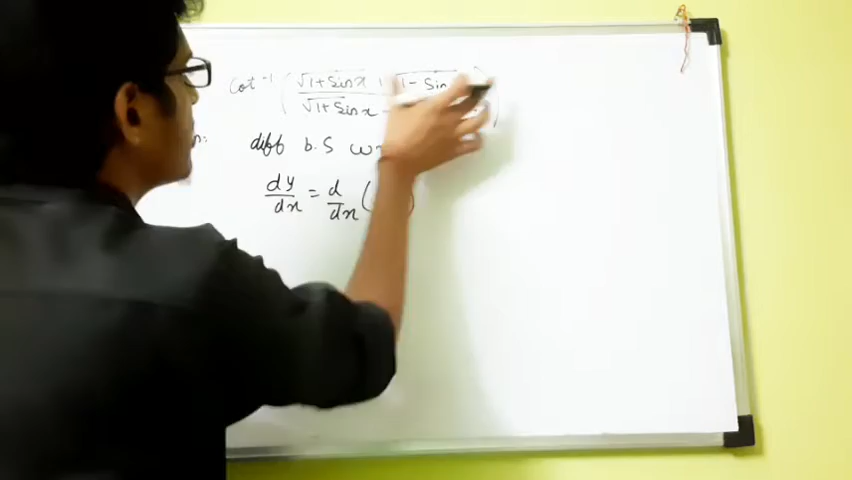 cot⁻¹ ( √1+Sinx + √1-Sin
√1+Sinx -
n:
diff b.S w
dy/dx = d/dx (